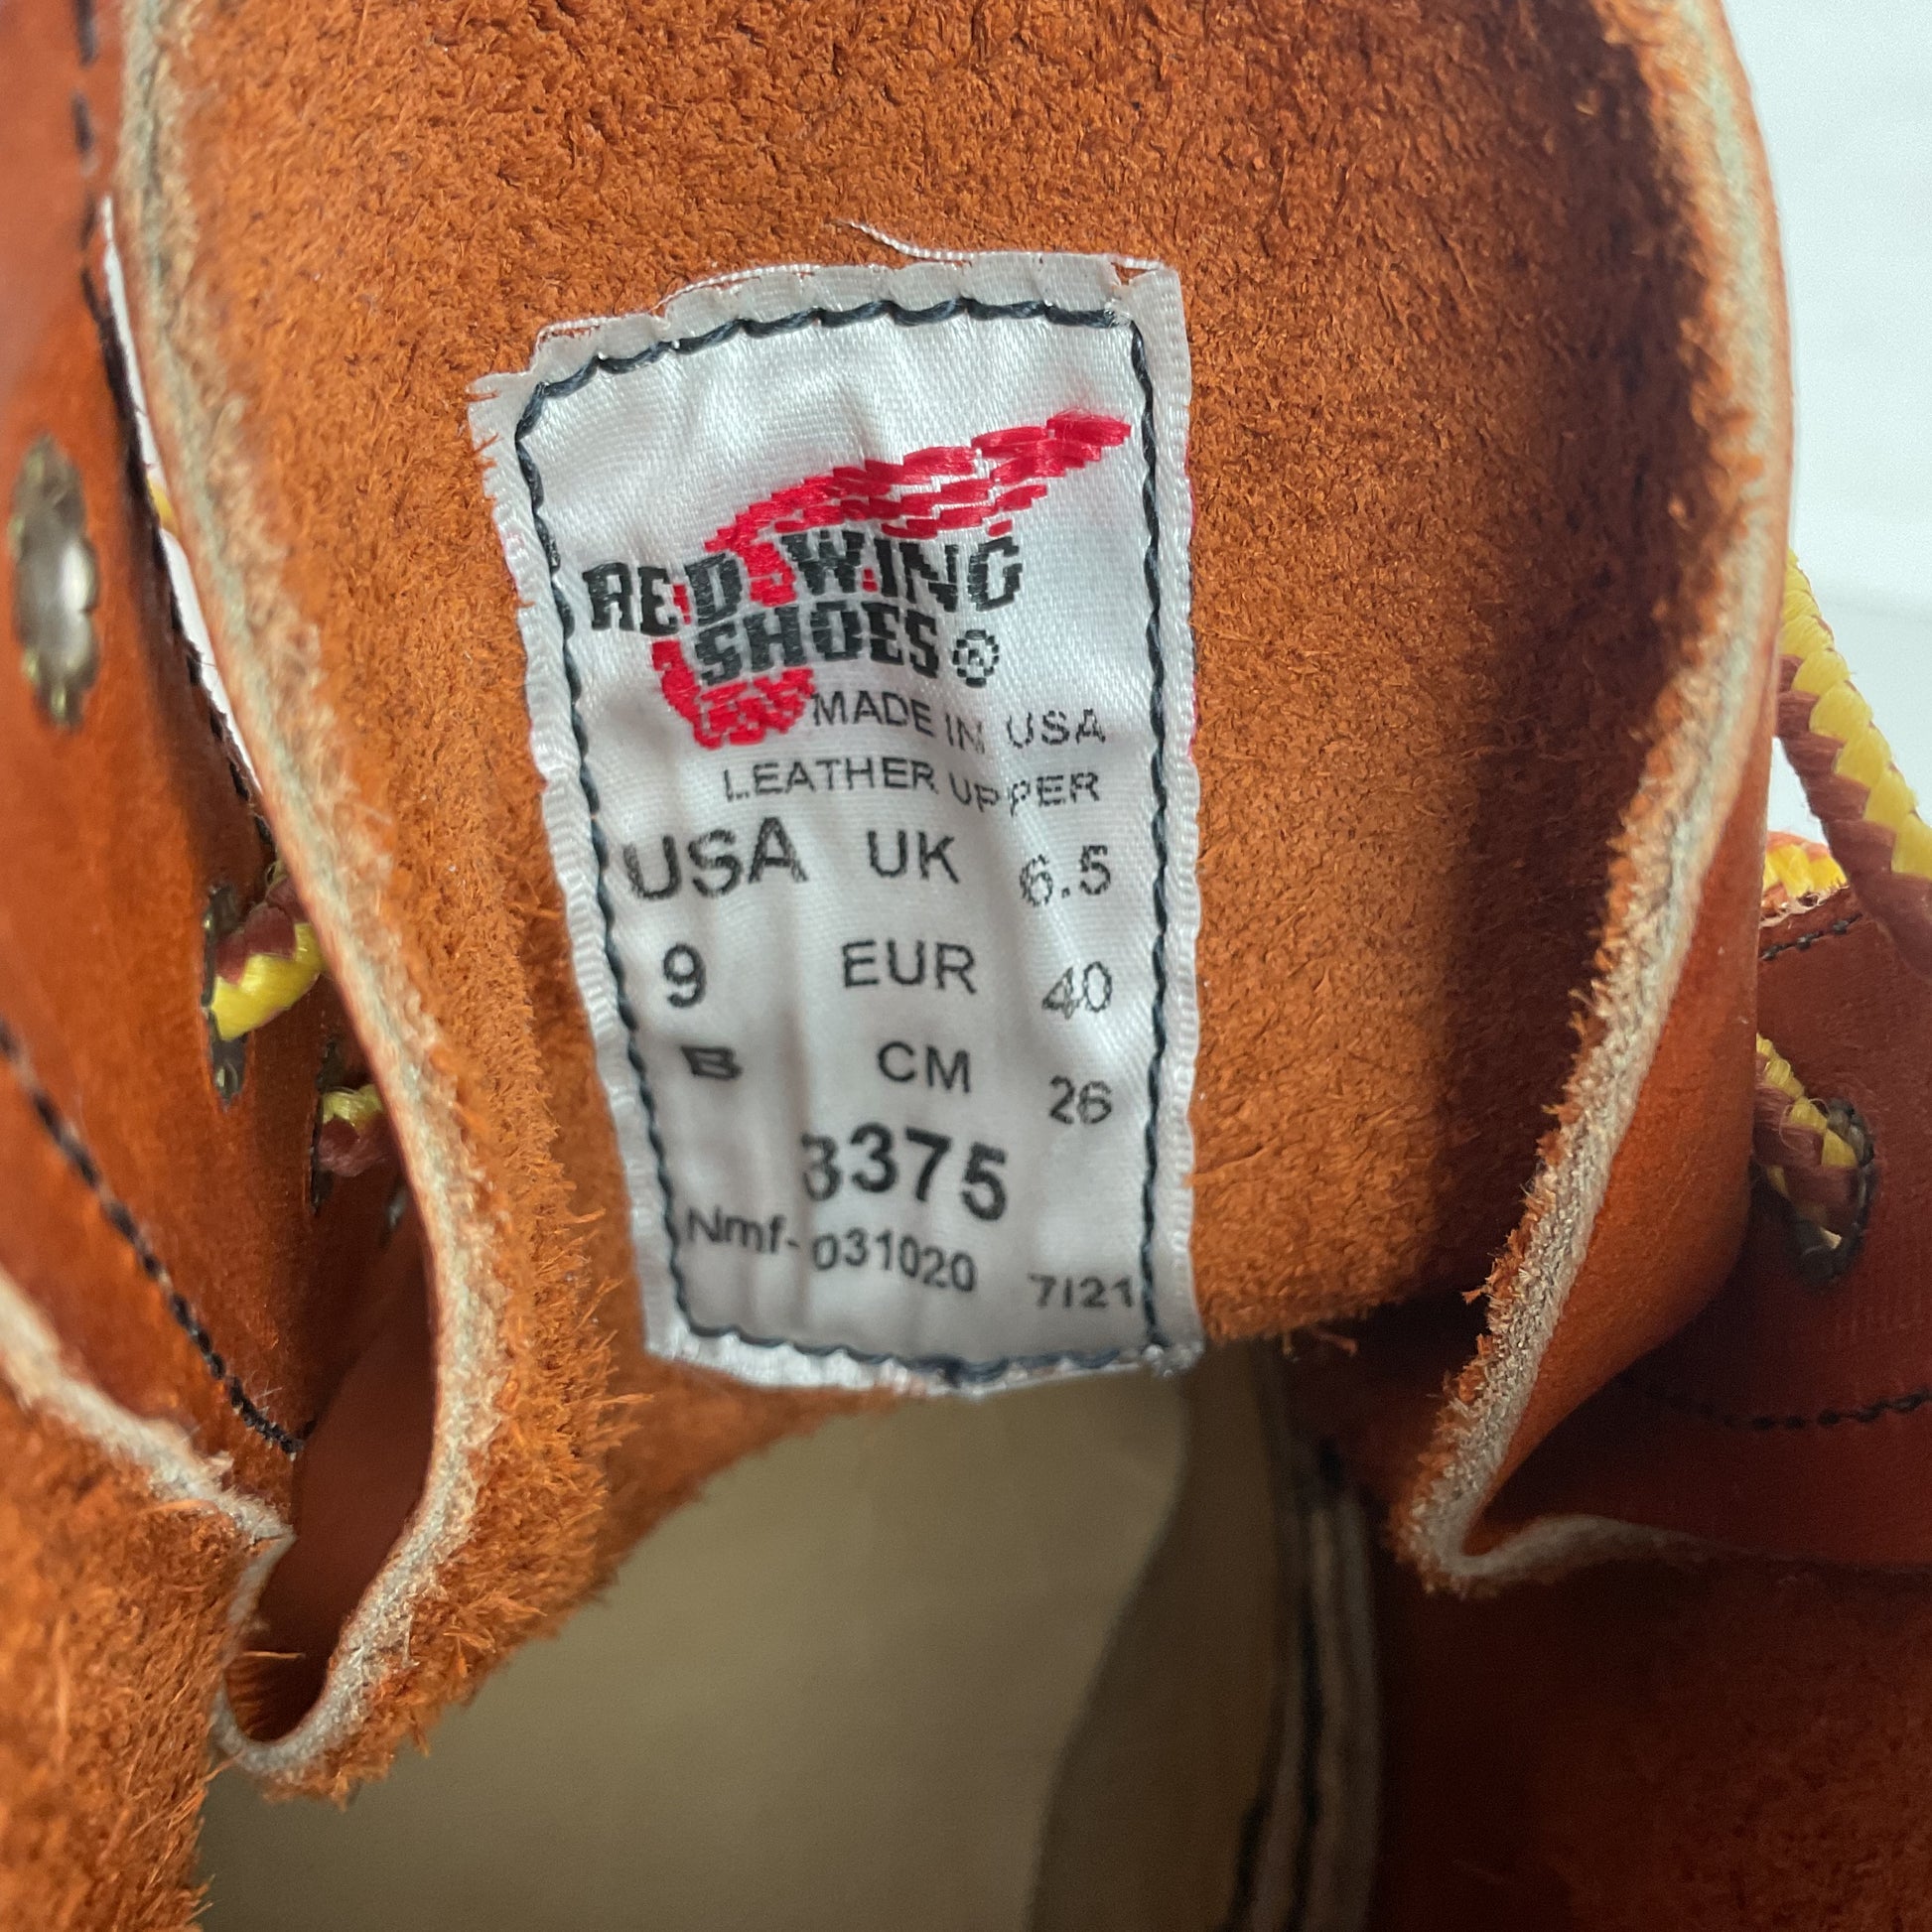 RED WING
SHOES®
MADE IN USA
LEATHER UPPER
USA UK 6.5
9 EUR 40
B CM 26
3375
Nmf-031020 7/21